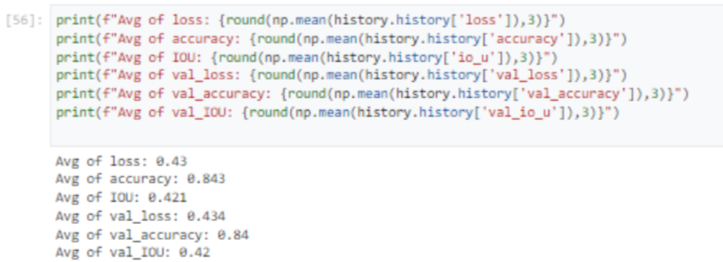 [56]: print(f"Avg of loss: {round(np.mean(history.history['loss']),3)}")
print(f"Avg of accuracy: {round(np.mean(history.history['accuracy']),3)}")
print(f"Avg of IOU: {round(np.mean(history.history['io_u']),3)}")
print(f"Avg of val_loss: {round(np.mean(history.history['val_loss']),3)}")
print(f"Avg of val_accuracy: {round(np.mean(history.history['val_accuracy']),3)}")
print(f"Avg of val_IOU: {round(np.mean(history.history['val_io_u']),3)}")
Avg of loss: 0.43
Avg of accuracy: 0.843
Avg of IOU: 0.421
Avg of val_loss: 0.434
Avg of val_accuracy: 0.84
Avg of val_IOU: 0.42